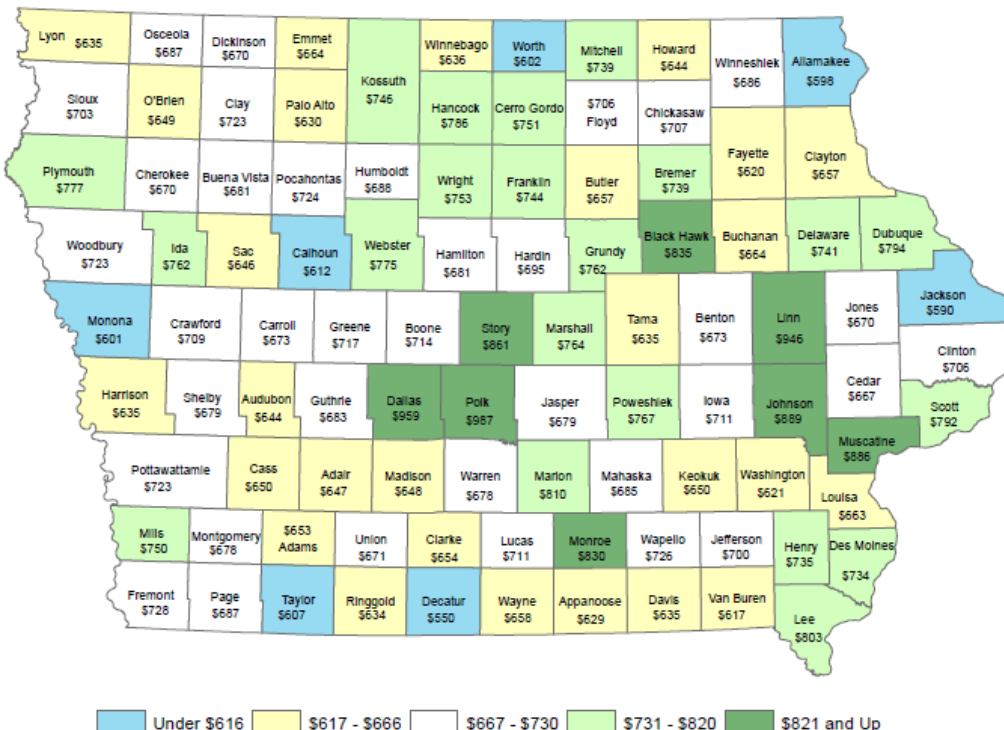 Lyon $635
Osceola
$687
Dickinson
$670
Emmet
$664
Kossuth
$746
Winnebago
$636
Worth
$602
Mitchell
$739
Howard
$644
Winneshiek
$686
Allamakee
$598
Sioux
$703
O'Brien
$649
Clay
$723
Palo Alto
$630
Hancock
$786
Cerro Gordo
$751
$706
Floyd
Chickasaw
$707
Fayette
$620
Clayton
$657
Plymouth
$777
Cherokee
$670
Buena Vista
$681
Pocahontas
$724
Humboldt
$688
Wright
$753
Franklin
$744
Butler
$657
Bremer
$739
Woodbury
$723
Ida
$762
Sac
$646
Calhoun
$612
Webster
$775
Hamilton
$681
Hardin
$695
Grundy
$762
Black Hawk
$835
Buchanan
$664
Delaware
$741
Dubuque
$794
Monona
$601
Crawford
$709
Carroll
$673
Greene
$717
Boone
$714
Story
$861
Marshall
$764
Tama
$635
Benton
$673
Linn
$946
Jones
$670
Jackson
$590
Clinton
$706
Harrison
$635
Shelby
$679
Audubon
$644
Guthrie
$683
Dallas
$959
Polk
$987
Jasper
$679
Poweshiek
$767
Iowa
$711
Johnson
$889
Cedar
$667
Scott
$792
Muscatine
$886
Pottawattamie
$723
Cass
$650
Adair
$647
Madison
$648
Warren
$678
Marion
$810
Mahaska
$685
Keokuk
$650
Washington
$621
Louisa
$663
Mills
$750
Montgomery
$678
$653
Adams
Union
$671
Clarke
$654
Lucas
$711
Monroe
$830
Wapello
$726
Jefferson
$700
Henry
$735
Des Moines
$734
Fremont
$728
Page
$687
Taylor
$607
Ringgold
$634
Decatur
$550
Wayne
$658
Appanoose
$629
Davis
$635
Van Buren
$617
Lee
$803
Under $616 $617 - $666 $667 - $730 $731 - $820 $821 and Up